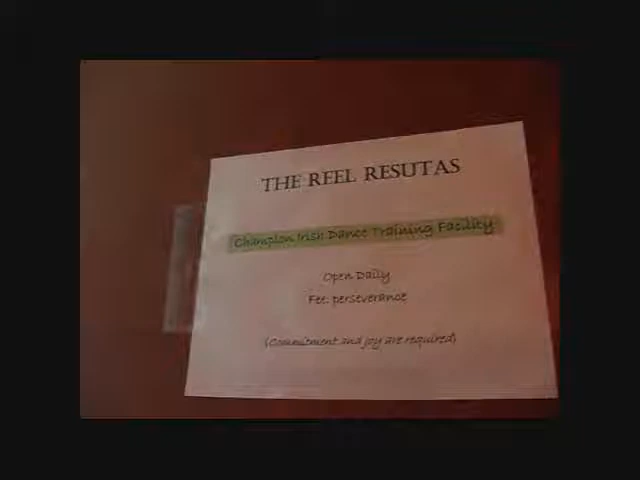 THE REEL RESUTAS
Champion Irish Dance Training Facility
Open Daily
Fee: perseverance
(Commitment and joy are required)